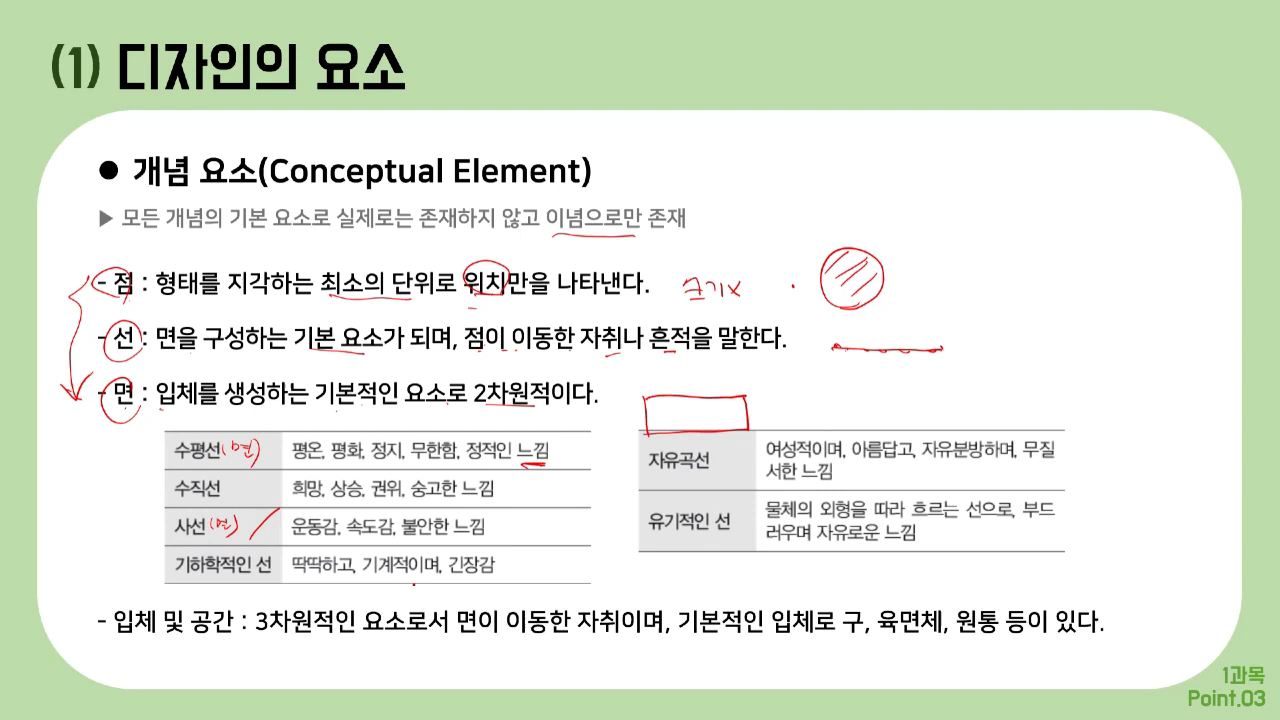 (1) 디자인의 요소
● 개념 요소(Conceptual Element)
▶ 모든 개념의 기본 요소로 실제로는 존재하지 않고 이념으로만 존재
- 점 : 형태를 지각하는 최소의 단위로 위치만을 나타낸다. 크기X
- 선 : 면을 구성하는 기본 요소가 되며, 점이 이동한 자취나 흔적을 말한다.
- 면 : 입체를 생성하는 기본적인 요소로 2차원적이다.
수평선(면) 평온, 평화, 정지, 무한함, 정적인 느낌
수직선 희망, 상승, 권위, 숭고한 느낌
사선(면) 운동감, 속도감, 불안한 느낌
기하학적인 선 딱딱하고, 기계적이며, 긴장감
자유곡선 여성적이며, 아름답고, 자유분방하며, 무질
서한 느낌
유기적인 선 물체의 외형을 따라 흐르는 선으로, 부드
러우며 자유로운 느낌
- 입체 및 공간 : 3차원적인 요소로서 면이 이동한 자취이며, 기본적인 입체로 구, 육면체, 원통 등이 있다.
1과목
Point.03